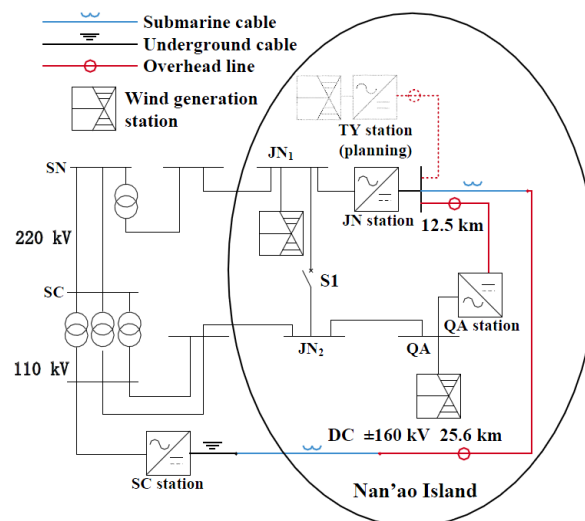 Submarine cable
Underground cable
Overhead line
Wind generation
station
TY station
(planning)
SN
JN₁
JN station
12.5 km
220 kV
S1
SC
QA station
JN₂
QA
110 kV
DC ±160 kV 25.6 km
SC station
Nan'ao Island